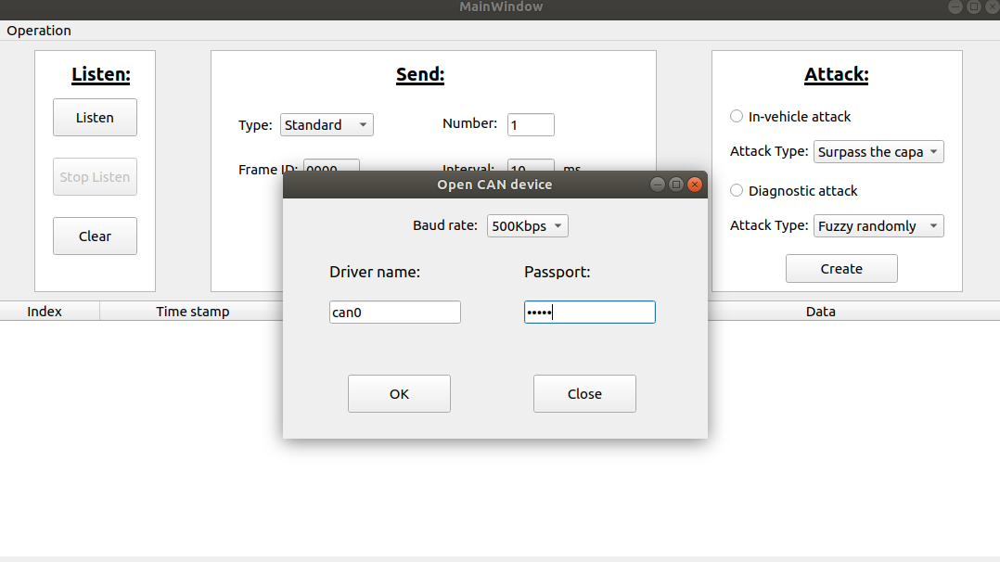 MainWindow
Operation
Listen:
Listen
Stop Listen
Clear
Send:
Type: Standard
Number: 1
Frame ID: 0000
Interval: 10 ms
Attack:
In-vehicle attack
Attack Type: Surpass the capa
Diagnostic attack
Attack Type: Fuzzy randomly
Create
Open CAN device
Baud rate: 500Kbps
Driver name:
Passport:
can0
•••••
OK
Close
Index
Time stamp
Data